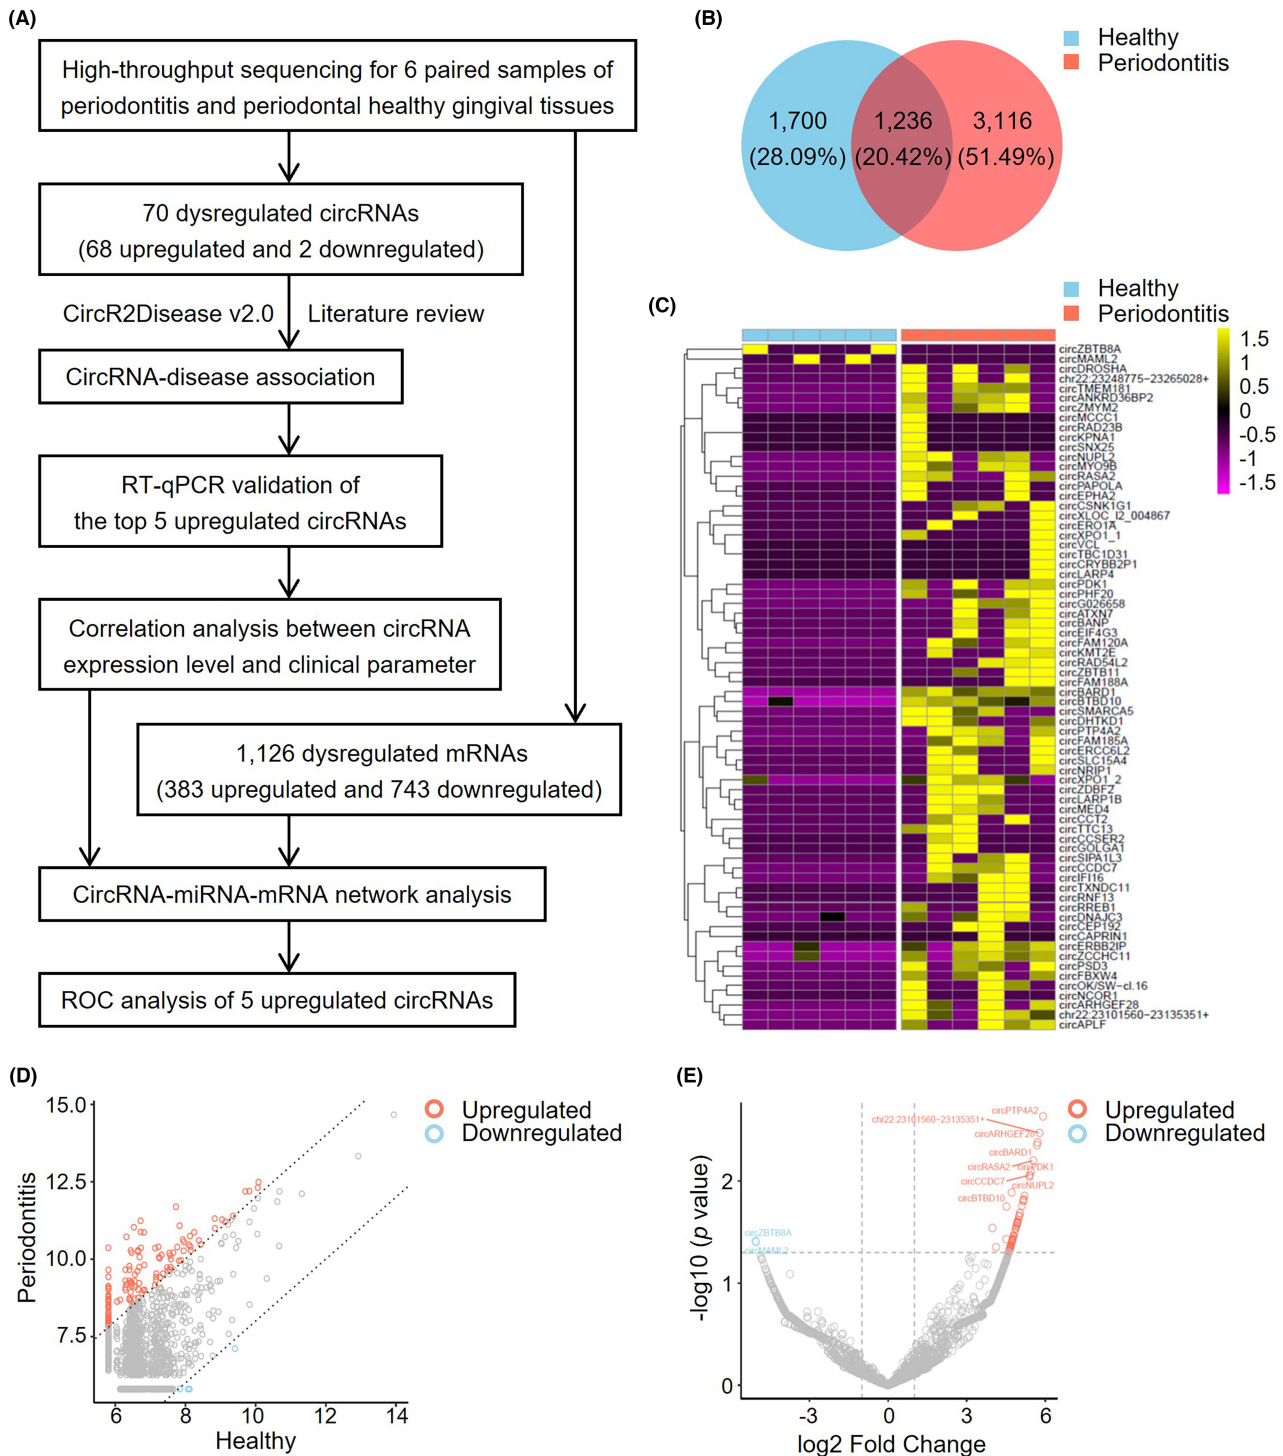 (A)
High-throughput sequencing for 6 paired samples of
periodontitis and periodontal healthy gingival tissues
70 dysregulated circRNAs
(68 upregulated and 2 downregulated)
CircR2Disease v2.0 Literature review
CircRNA-disease association
RT-qPCR validation of
the top 5 upregulated circRNAs
Correlation analysis between circRNA
expression level and clinical parameter
1,126 dysregulated mRNAs
(383 upregulated and 743 downregulated)
CircRNA-miRNA-mRNA network analysis
ROC analysis of 5 upregulated circRNAs
(B)
Healthy
Periodontitis
1,700 1,236 3,116
(28.09%) (20.42%) (51.49%)
(C)
Healthy
Periodontitis
1.5
1
0.5
0
-0.5
-1
-1.5
circZBTB8A
circMAML2
circDROSHA
chr22:23248775−23265028+
circTMEM181
circANKRD36BP2
circZMYM2
circMCCC1
circRAD23B
circKPNA1
circSNX25
circNUPL2
circMYO9B
circRASA2
circPAPOLA
circEPHA2
circCSNK1G1
circXLOC_l2_004867
circERO1A
circXPO1_1
circVCL
circTBC1D31
circCRYBB2P1
circLARP4
circPDK1
circPHF20
circG026658
circATXN7
circBANP
circEIF4G3
circFAM120A
circKMT2E
circRAD54L2
circZBTB11
circFAM188A
circBARD1
circBTBD10
circSMARCA5
circDHTKD1
circPTP4A2
circFAM185A
circERCC6L2
circSLC15A4
circNRIP1
circXPO1_2
circZDBF2
circLARP1B
circMED4
circCCT2
circTTC13
circCCSER2
circGOLGA1
circSIPA1L3
circCCDC7
circIFI16
circTXNDC11
circRNF13
circRREB1
circDNAJC3
circCEP192
circCAPRIN1
circERBB2IP
circZCCHC11
circPSD3
circFBXW4
circOK/SW−cl.16
circNCOR1
circARHGEF28
chr22:23101560−23135351+
circAPLF
(D)
Upregulated
Downregulated
Periodontitis
15.0
12.5
10.0
7.5
6 8 10 12 14
Healthy
(E)
Upregulated
Downregulated
circPTP4A2
chr22:23101560−23135351+
circARHGEF28
circBARD1
circRASA2 circPDK1
circCCDC7
circNUPL2
circBTBD10
circZBTB8A
circMAML2
-log10 (p value)
2
1
0
-3 0 3 6
log2 Fold Change